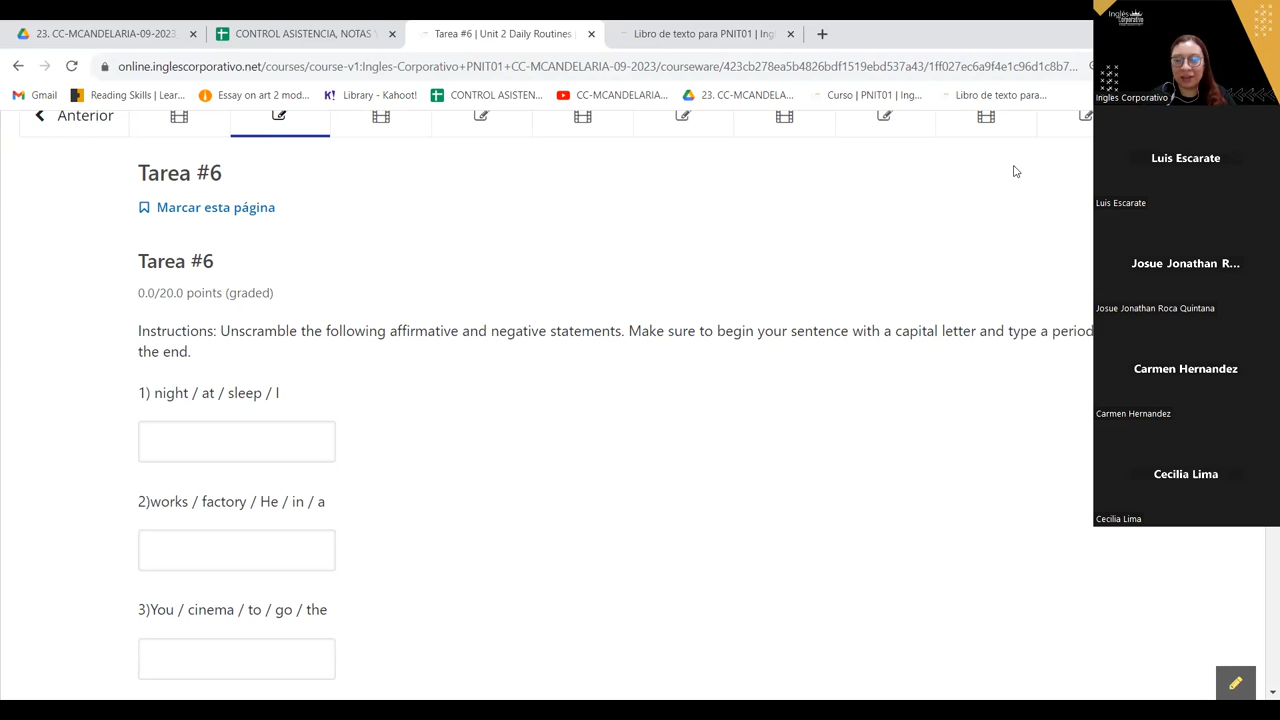 23. CC-MCANDELARIA-09-2023
CONTROL ASISTENCIA, NOTAS
Tarea #6 | Unit 2 Daily Routines
Libro de texto para PNIT01 | Ingl
online.inglescorporativo.net/courses/course-v1:Ingles-Corporativo+PNIT01+CC-MCANDELARIA-09-2023/courseware/423cb278ea5b4826bdf1519ebd537a43/1ff027ec6a9f4e1c96d1c8b7...
Gmail
Reading Skills | Lear...
Essay on art 2 mod...
Library - Ka
CONTROL ASISTEN...
CC-MCANDELARIA...
23. CC-MCANDELA...
Curso | PNIT01 | Ing...
Libro de texto para...
Anterior
Tarea #6
Marcar esta página
Tarea #6
0.0/20.0 points (graded)
Instructions: Unscramble the following affirmative and negative statements. Make sure to begin your sentence with a capital letter and type a period
the end.
1) night / at / sleep / I
2)works / factory / He / in / a
3)You / cinema / to / go / the
Inglés
Corporativo
Ingles Corporativo
Luis Escarate
Luis Escarate
Josue Jonathan R...
Josue Jonathan Roca Quintana
Carmen Hernandez
Carmen Hernandez
Cecilia Lima
Cecilia Lima